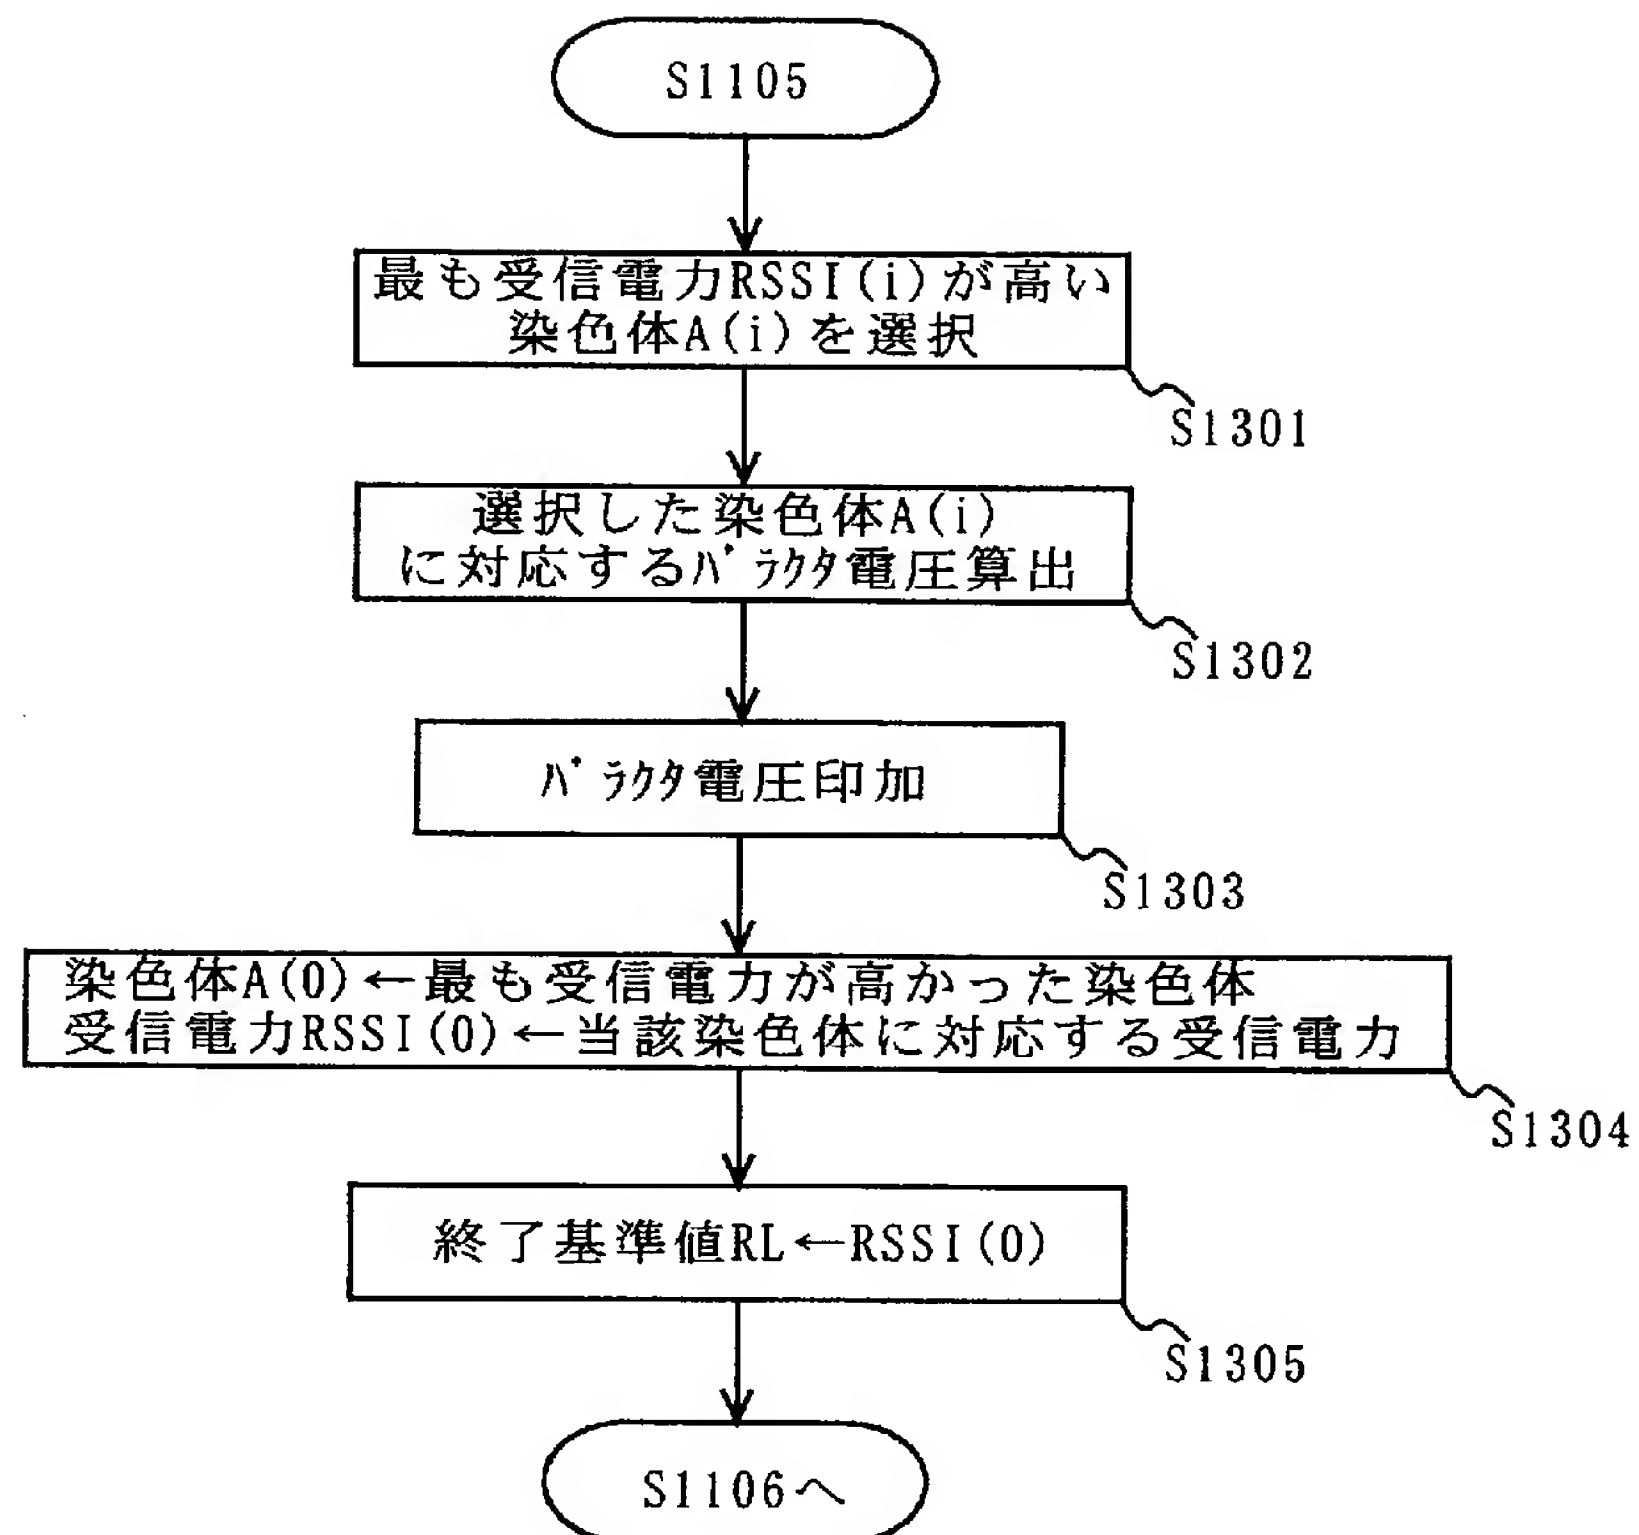 S1105
最も受信電力RSSI(i)が高い
染色体A(i)を選択
S1301
選択した染色体A(i)
に対応するﾊﾞﾗｸﾀ電圧算出
S1302
ﾊﾞﾗｸﾀ電圧印加
S1303
染色体A(0)←最も受信電力が高かった染色体
受信電力RSSI(0)←当該染色体に対応する受信電力
S1304
終了基準値RL←RSSI(0)
S1305
S1106へ